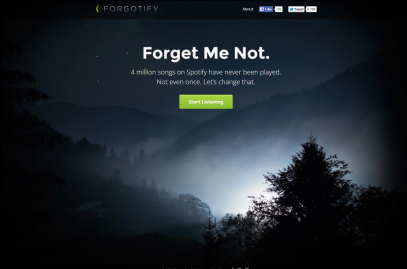 FORGOTIFY
About
Like
Tweet
Forget Me Not.
4 million songs on Spotify have never been played.
Not even once. Let's change that.
Start Listening